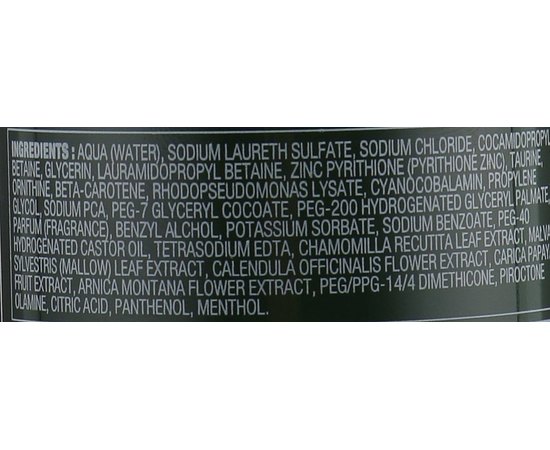 INGREDIENTS : AQUA (WATER), SODIUM LAURETH SULFATE, SODIUM CHLORIDE, COCAMIDOPROPYL
BETAINE, GLYCERIN, LAURAMIDOPROPYL BETAINE, ZINC PYRITHIONE (PYRITHIONE ZINC), TAURINE,
ORNITHINE, BETA-CAROTENE, RHODOPSEUDOMONAS LYSATE, CYANOCOBALAMIN, PROPYLENE
GLYCOL, SODIUM PCA, PEG-7 GLYCERYL COCOATE, PEG-200 HYDROGENATED GLYCERYL PALMATE,
PARFUM (FRAGRANCE), BENZYL ALCHOL, POTASSIUM SORBATE, SODIUM BENZOATE, PEG-40
HYDROGENATED CASTOR OIL, TETRASODIUM EDTA, CHAMOMILLA RECUTITA LEAF EXTRACT, MALVA
SYLVESTRIS (MALLOW) LEAF EXTRACT, CALENDULA OFFICINALIS FLOWER EXTRACT, CARICA PAPAYA
FRUIT EXTRACT, ARNICA MONTANA FLOWER EXTRACT, PEG/PPG-14/4 DIMETHICONE, PIROCTONE
OLAMINE, CITRIC ACID, PANTHENOL, MENTHOL.